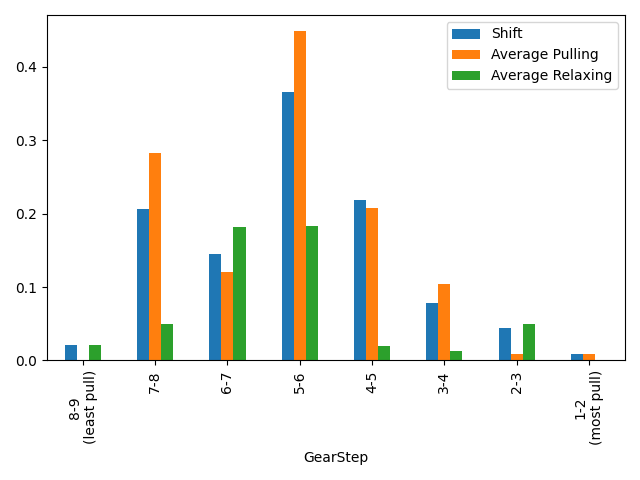 Shift
Average Pulling
Average Relaxing
0.4
0.3
0.2
0.1
0.0
8-9
(least pull)
7-8
6-7
5-6
4-5
3-4
2-3
1-2
(most pull)
GearStep